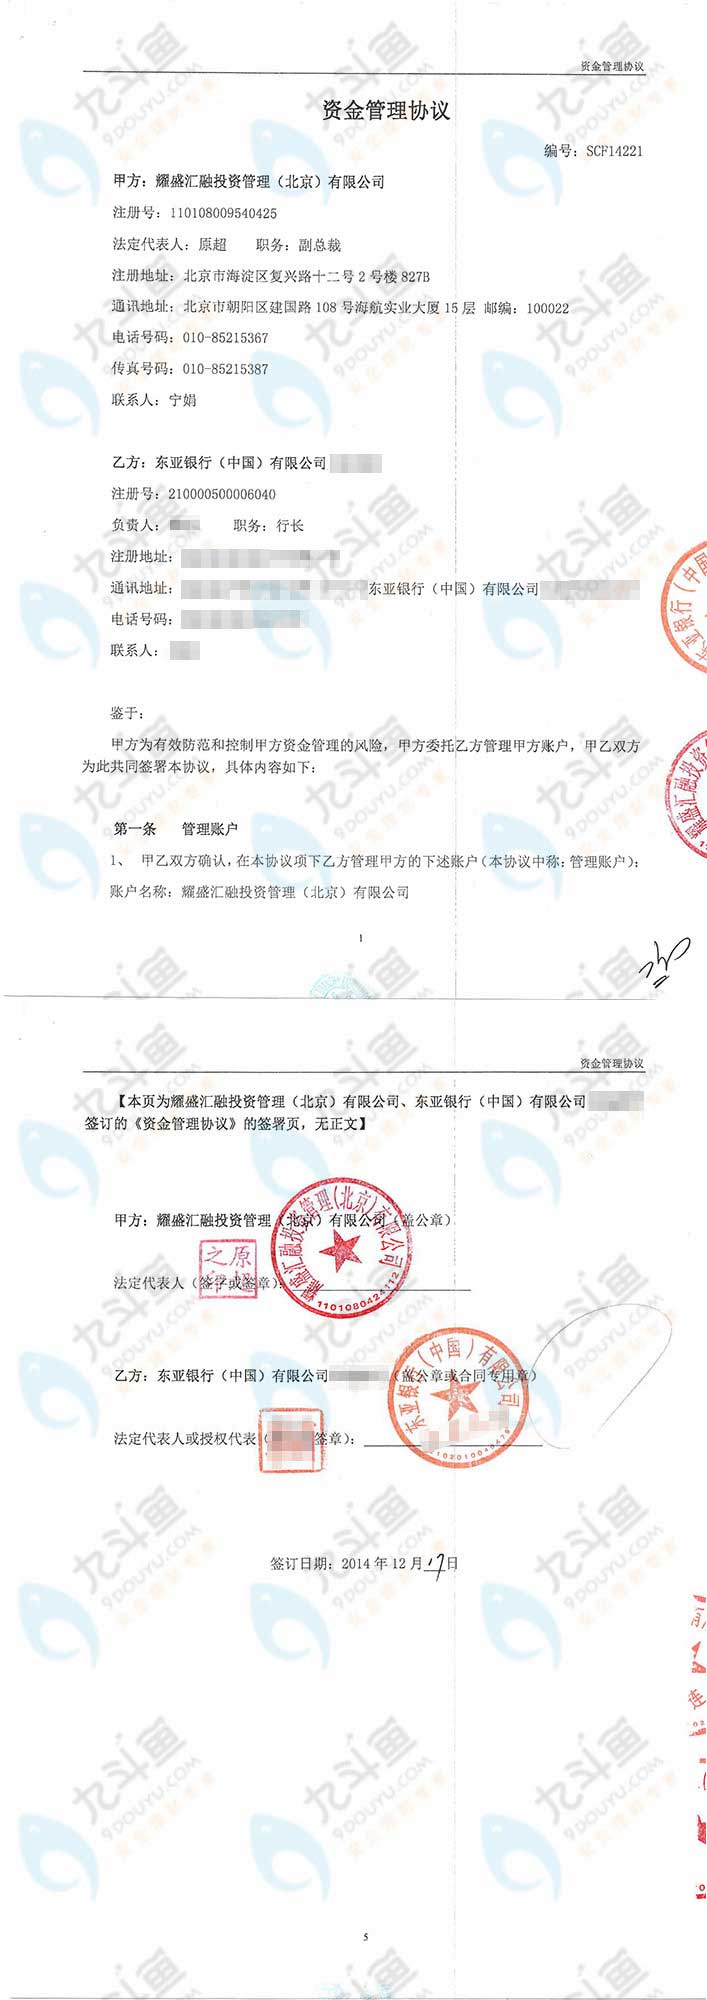 资金管理协议
资金管理协议
编号：SCF14221
甲方：耀盛汇融投资管理（北京）有限公司
注册号：110108009540425
法定代表人：原超 职务：副总裁
注册地址：北京市海淀区复兴路十二号2号楼827B
通讯地址：北京市朝阳区建国路108号海航实业大厦15层 邮编：100022
电话号码：010-85215367
传真号码：010-85215387
联系人：宁娟
乙方：东亚银行（中国）有限公司
注册号：210000500006040
负责人： 职务：行长
注册地址：
通讯地址： 东亚银行（中国）有限公司
电话号码：
联系人：
鉴于：
甲方为有效防范和控制甲方资金管理的风险，甲方委托乙方管理甲方账户，甲乙双方
为此共同签署本协议，具体内容如下：
第一条 管理账户
1、 甲乙双方确认，在本协议项下乙方管理甲方的下述账户（本协议中称：管理账户）：
账户名称：耀盛汇融投资管理（北京）有限公司
1
资金管理协议
【本页为耀盛汇融投资管理（北京）有限公司、东亚银行（中国）有限公司
签订的《资金管理协议》的签署页，无正文】
甲方：耀盛汇融投资管理（北京）有限公司（盖公章）
耀盛汇融投资管理(北京)有限公司
1101080424112
原超之印
法定代表人（签字或签章）：
乙方：东亚银行（中国）有限公司 （盖公章或合同专用章）
东亚银行（中国）有限公司
法定代表人或授权代表（ 签章）：
签订日期：2014年12月17日
5
九斗鱼
9DOUYU.COM